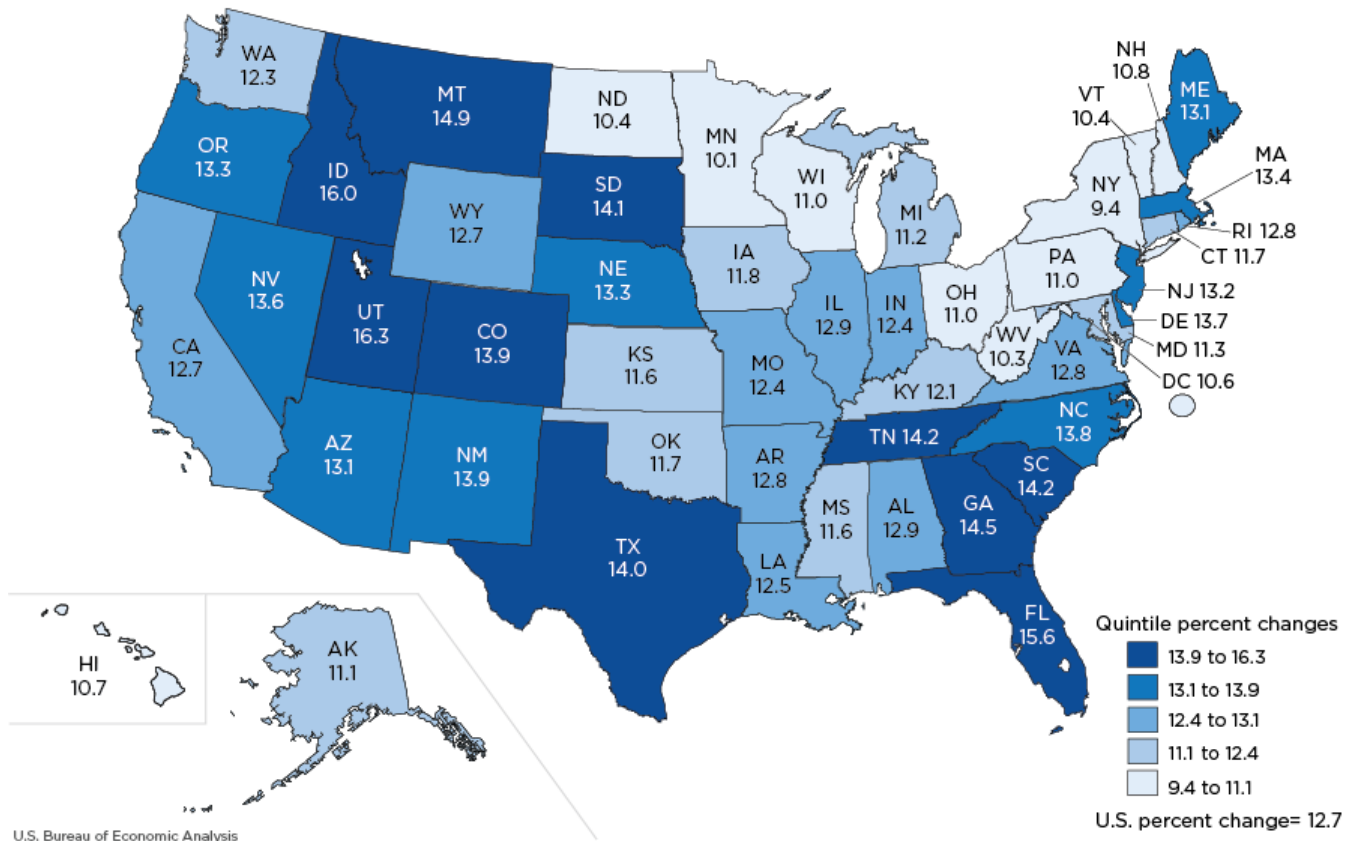 WA
12.3
MT
14.9
ND
10.4
MN
10.1
NH
10.8
VT
10.4
ME
13.1
OR
13.3
ID
16.0
SD
14.1
WI
11.0
MI
11.2
NY
9.4
MA
13.4
RI 12.8
CT 11.7
WY
12.7
IA
11.8
NE
13.3
PA
11.0
NJ 13.2
DE 13.7
MD 11.3
DC 10.6
NV
13.6
UT
16.3
CO
13.9
CA
12.7
KS
11.6
MO
12.4
IL
12.9
IN
12.4
OH
11.0
WV
10.3
VA
12.8
KY 12.1
NC
13.8
TN 14.2
SC
14.2
AZ
13.1
NM
13.9
OK
11.7
AR
12.8
MS
11.6
AL
12.9
GA
14.5
TX
14.0
LA
12.5
FL
15.6
HI
10.7
AK
11.1
Quintile percent changes
13.9 to 16.3
13.1 to 13.9
12.4 to 13.1
11.1 to 12.4
9.4 to 11.1
U.S. percent change= 12.7
U.S. Bureau of Economic Analysis